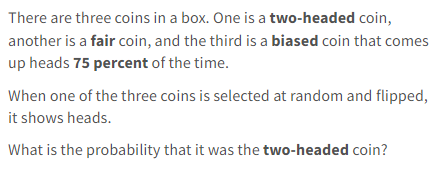 There are three coins in a box. One is a two-headed coin,
another is a fair coin, and the third is a biased coin that comes
up heads 75 percent of the time.
When one of the three coins is selected at random and flipped,
it shows heads.
What is the probability that it was the two-headed coin?